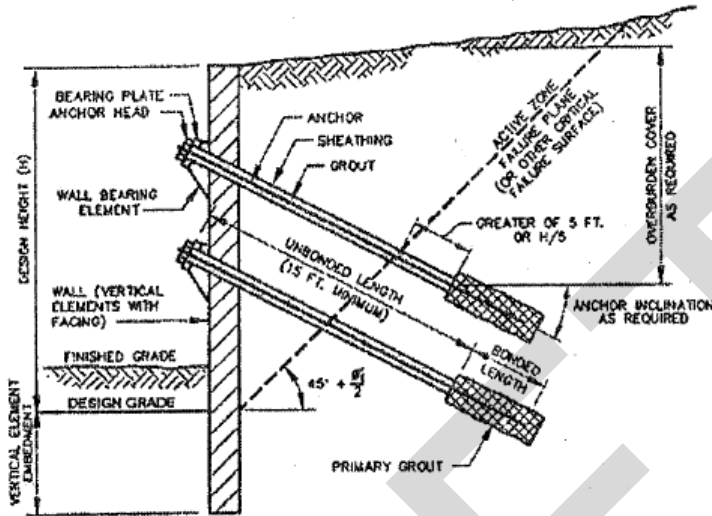 BEARING PLATE
ANCHOR HEAD
ANCHOR
SHEATHING
GROUT
WALL BEARING
ELEMENT
WALL (VERTICAL
ELEMENTS WITH
FACING)
FINISHED GRADE
DESIGN GRADE
DESIGN HEIGHT (H)
VERTICAL ELEMENT
EMBEDMENT
UNBONDED LENGTH
(15 FT. MINIMUM)
45° +
2
ACTIVE ZONE
FAILURE PLANE
(OR OTHER CRITICAL
FAILURE SURFACE)
GREATER OF 5 FT.
OR H/5
OVERBURDEN COVER
AS REQUIRED
ANCHOR INCLINATION
AS REQUIRED
BONDED
LENGTH
PRIMARY GROUT